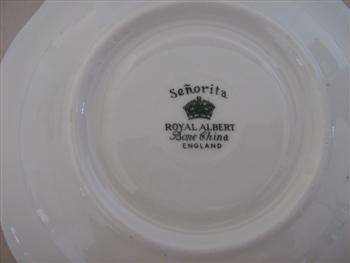 Señorita
ROYAL ALBERT
Bone China
ENGLAND